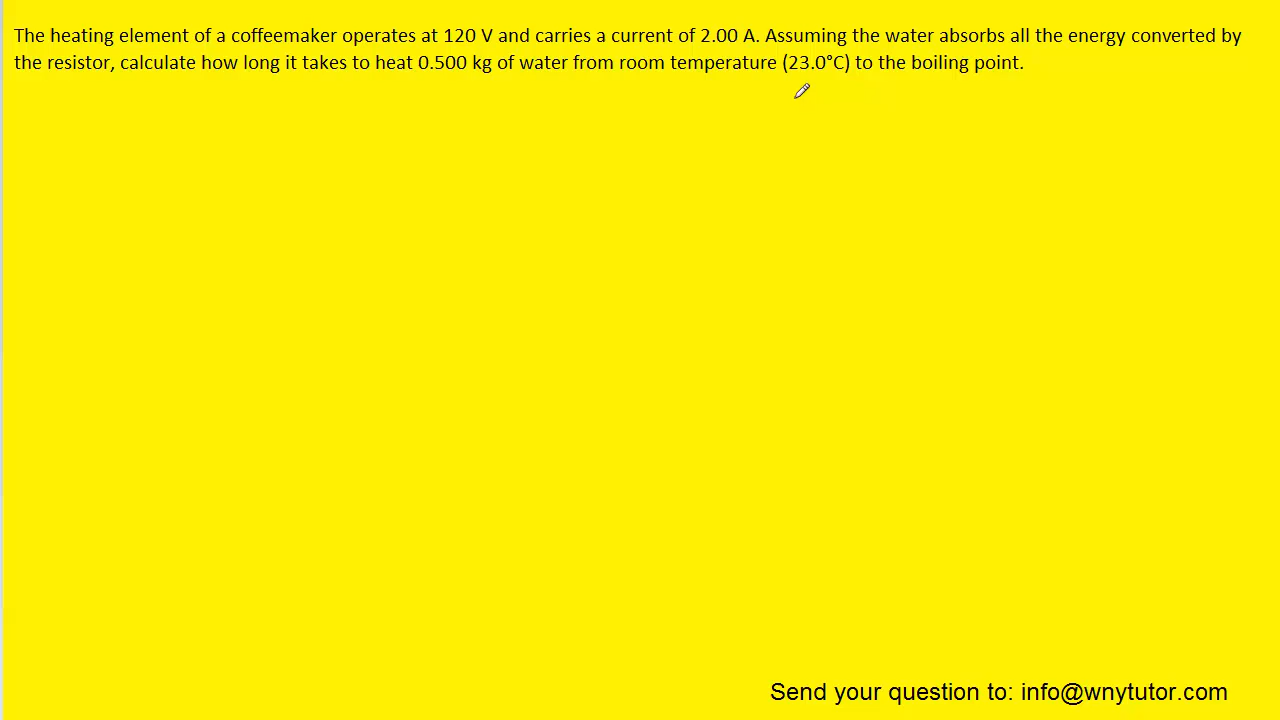 The heating element of a coffeemaker operates at 120 V and carries a current of 2.00 A. Assuming the water absorbs all the energy converted by
the resistor, calculate how long it takes to heat 0.500 kg of water from room temperature (23.0°C) to the boiling point.
Send your question to: info@wnytutor.com